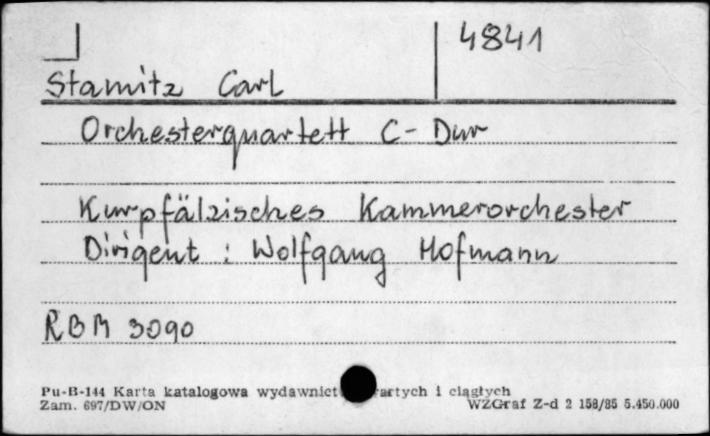 4841
Stamitz Carl
Orchesterquartett C-Dur
Kurpfälzisches Kammerorchester
Dirigent : Wolfgang Hofmann
RBM 3090
Pu-B-144 Karta katalogowa wydawnict artych i ciągłych
Zam. 697/DW/ON WZGraf Z-d 2 158/85 5.450.000